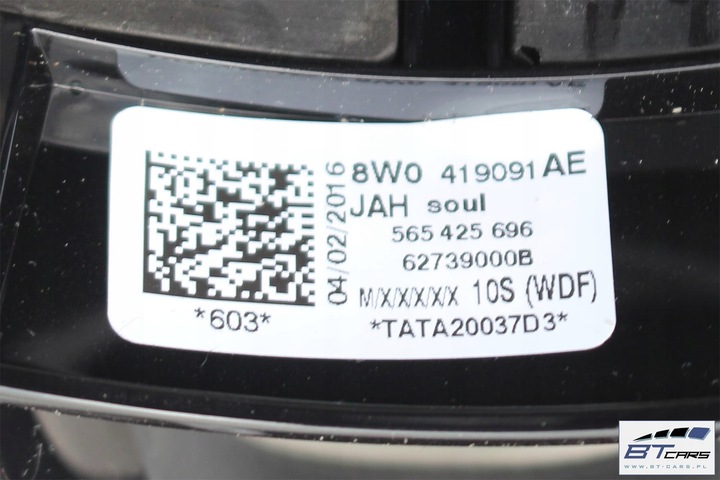 04/02/2016
8W0 419091 AE
JAH soul
565 425 696
62739000B
M/X/X/X/X 10S (WDF)
*603*
*TATA20037D3*
BT CARS
WWW.BT-CARS.PL